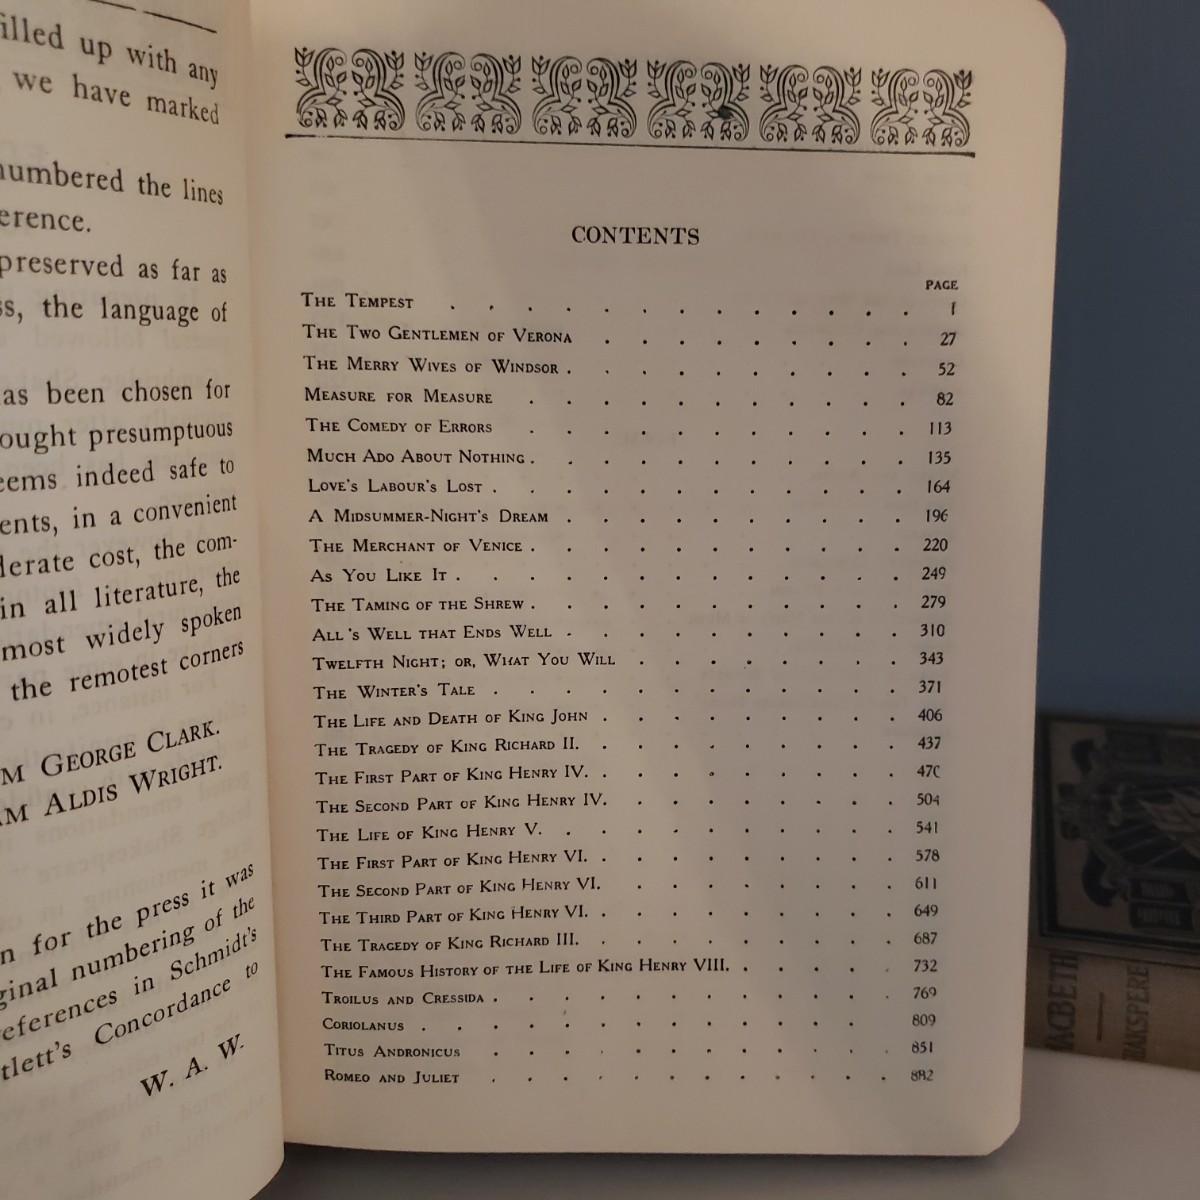 illed up with any
we have marked
numbered the lines
erence.
preserved as far as
ss, the language of
as been chosen for
ought presumptuous
eems indeed safe to
ents, in a convenient
derate cost, the com-
in all literature, the
most widely spoken
the remotest corners
M GEORGE CLARK.
AM ALDIS WRIGHT.
n for the press it was
ginal numbering of the
eferences in Schmidt's
tlett's Concordance to
W. A. W.
CONTENTS
PAGE
THE TEMPEST . . . . . . . . . . . . . 1
THE TWO GENTLEMEN OF VERONA . . . . . . . . . 27
THE MERRY WIVES OF WINDSOR . . . . . . . . . . 52
MEASURE FOR MEASURE . . . . . . . . . . . 82
THE COMEDY OF ERRORS . . . . . . . . . . . 113
MUCH ADO ABOUT NOTHING . . . . . . . . . . . 135
LOVE'S LABOUR'S LOST . . . . . . . . . . . . 164
A MIDSUMMER-NIGHT'S DREAM . . . . . . . . . . 196
THE MERCHANT OF VENICE . . . . . . . . . . . 220
AS YOU LIKE IT . . . . . . . . . . . . . 249
THE TAMING OF THE SHREW . . . . . . . . . . . 279
ALL'S WELL THAT ENDS WELL . . . . . . . . . . 310
TWELFTH NIGHT; OR, WHAT YOU WILL . . . . . . . . 343
THE WINTER'S TALE . . . . . . . . . . . . 371
THE LIFE AND DEATH OF KING JOHN . . . . . . . . . 406
THE TRAGEDY OF KING RICHARD II. . . . . . . . . . 437
THE FIRST PART OF KING HENRY IV. . . . . . . . . . 470
THE SECOND PART OF KING HENRY IV. . . . . . . . . 504
THE LIFE OF KING HENRY V. . . . . . . . . . . 541
THE FIRST PART OF KING HENRY VI. . . . . . . . . . 578
THE SECOND PART OF KING HENRY VI. . . . . . . . . 611
THE THIRD PART OF KING HENRY VI. . . . . . . . . . 649
THE TRAGEDY OF KING RICHARD III. . . . . . . . . . 687
THE FAMOUS HISTORY OF THE LIFE OF KING HENRY VIII. . . . . . 732
TROILUS AND CRESSIDA . . . . . . . . . . . . 769
CORIOLANUS . . . . . . . . . . . . . 809
TITUS ANDRONICUS . . . . . . . . . . . . 851
ROMEO AND JULIET . . . . . . . . . . . . 882
MACBETH